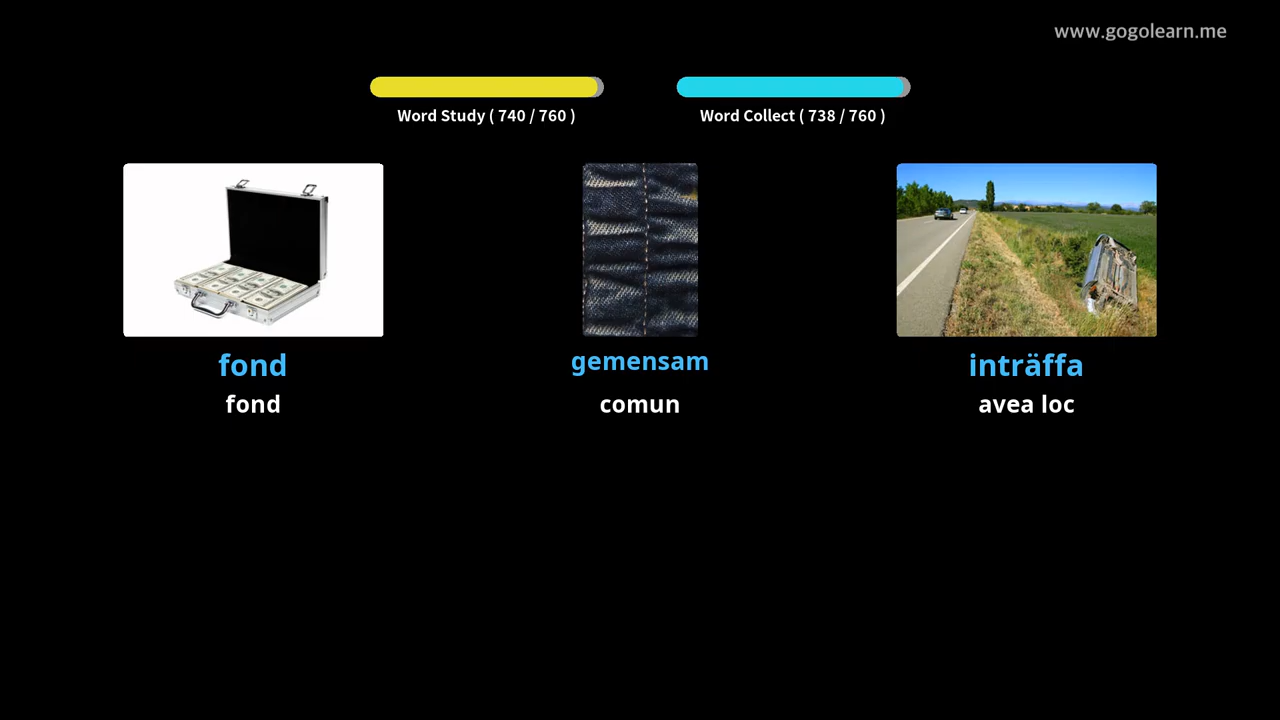 www.gogolearn.me
Word Study ( 740 / 760 )
Word Collect ( 738 / 760 )
fond
gemensam
inträffa
fond
comun
avea loc